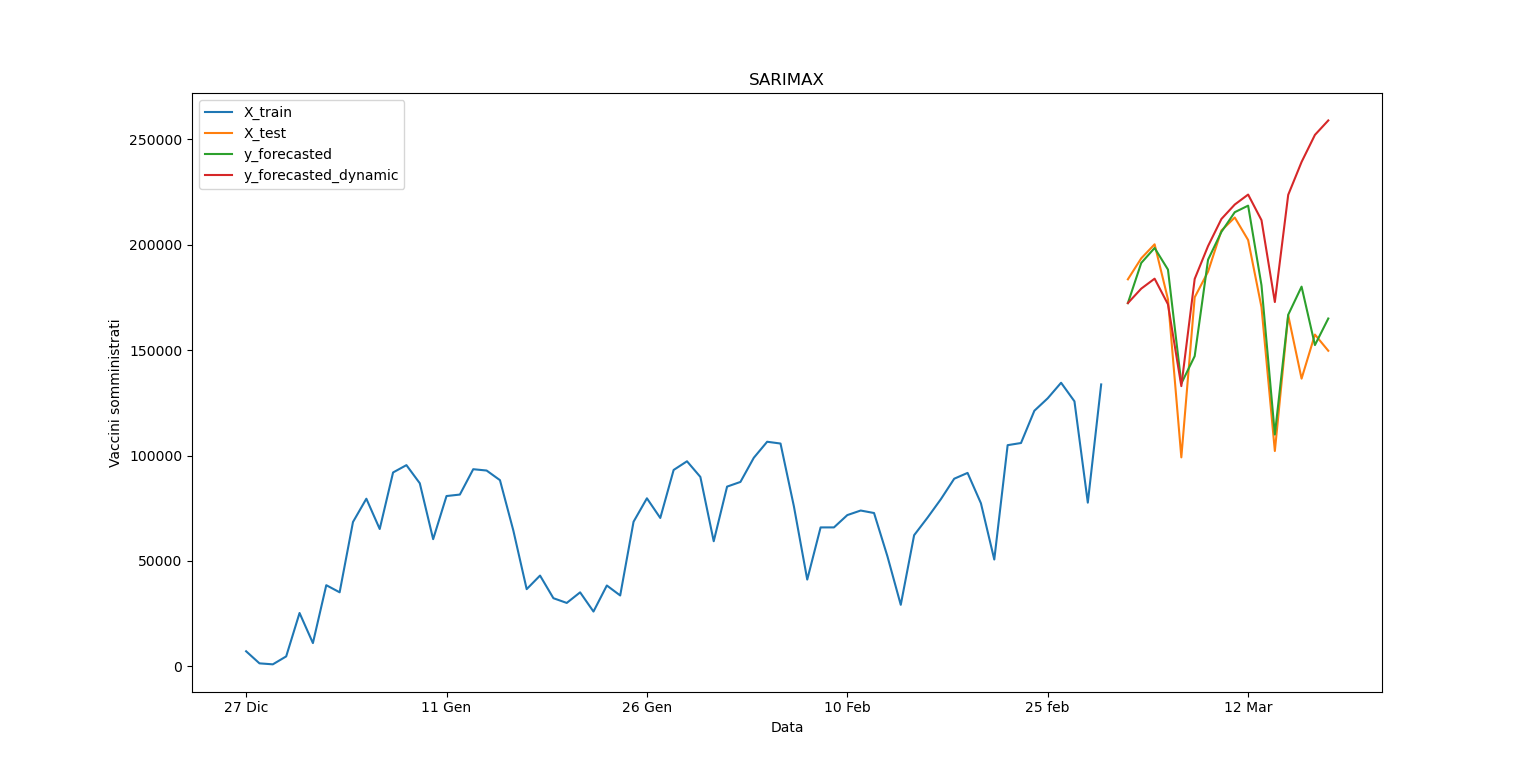 SARIMAX
X_train
X_test
y_forecasted
y_forecasted_dynamic
250000
200000
150000
100000
50000
0
Vaccini somministrati
27 Dic 11 Gen 26 Gen 10 Feb 25 feb 12 Mar
Data